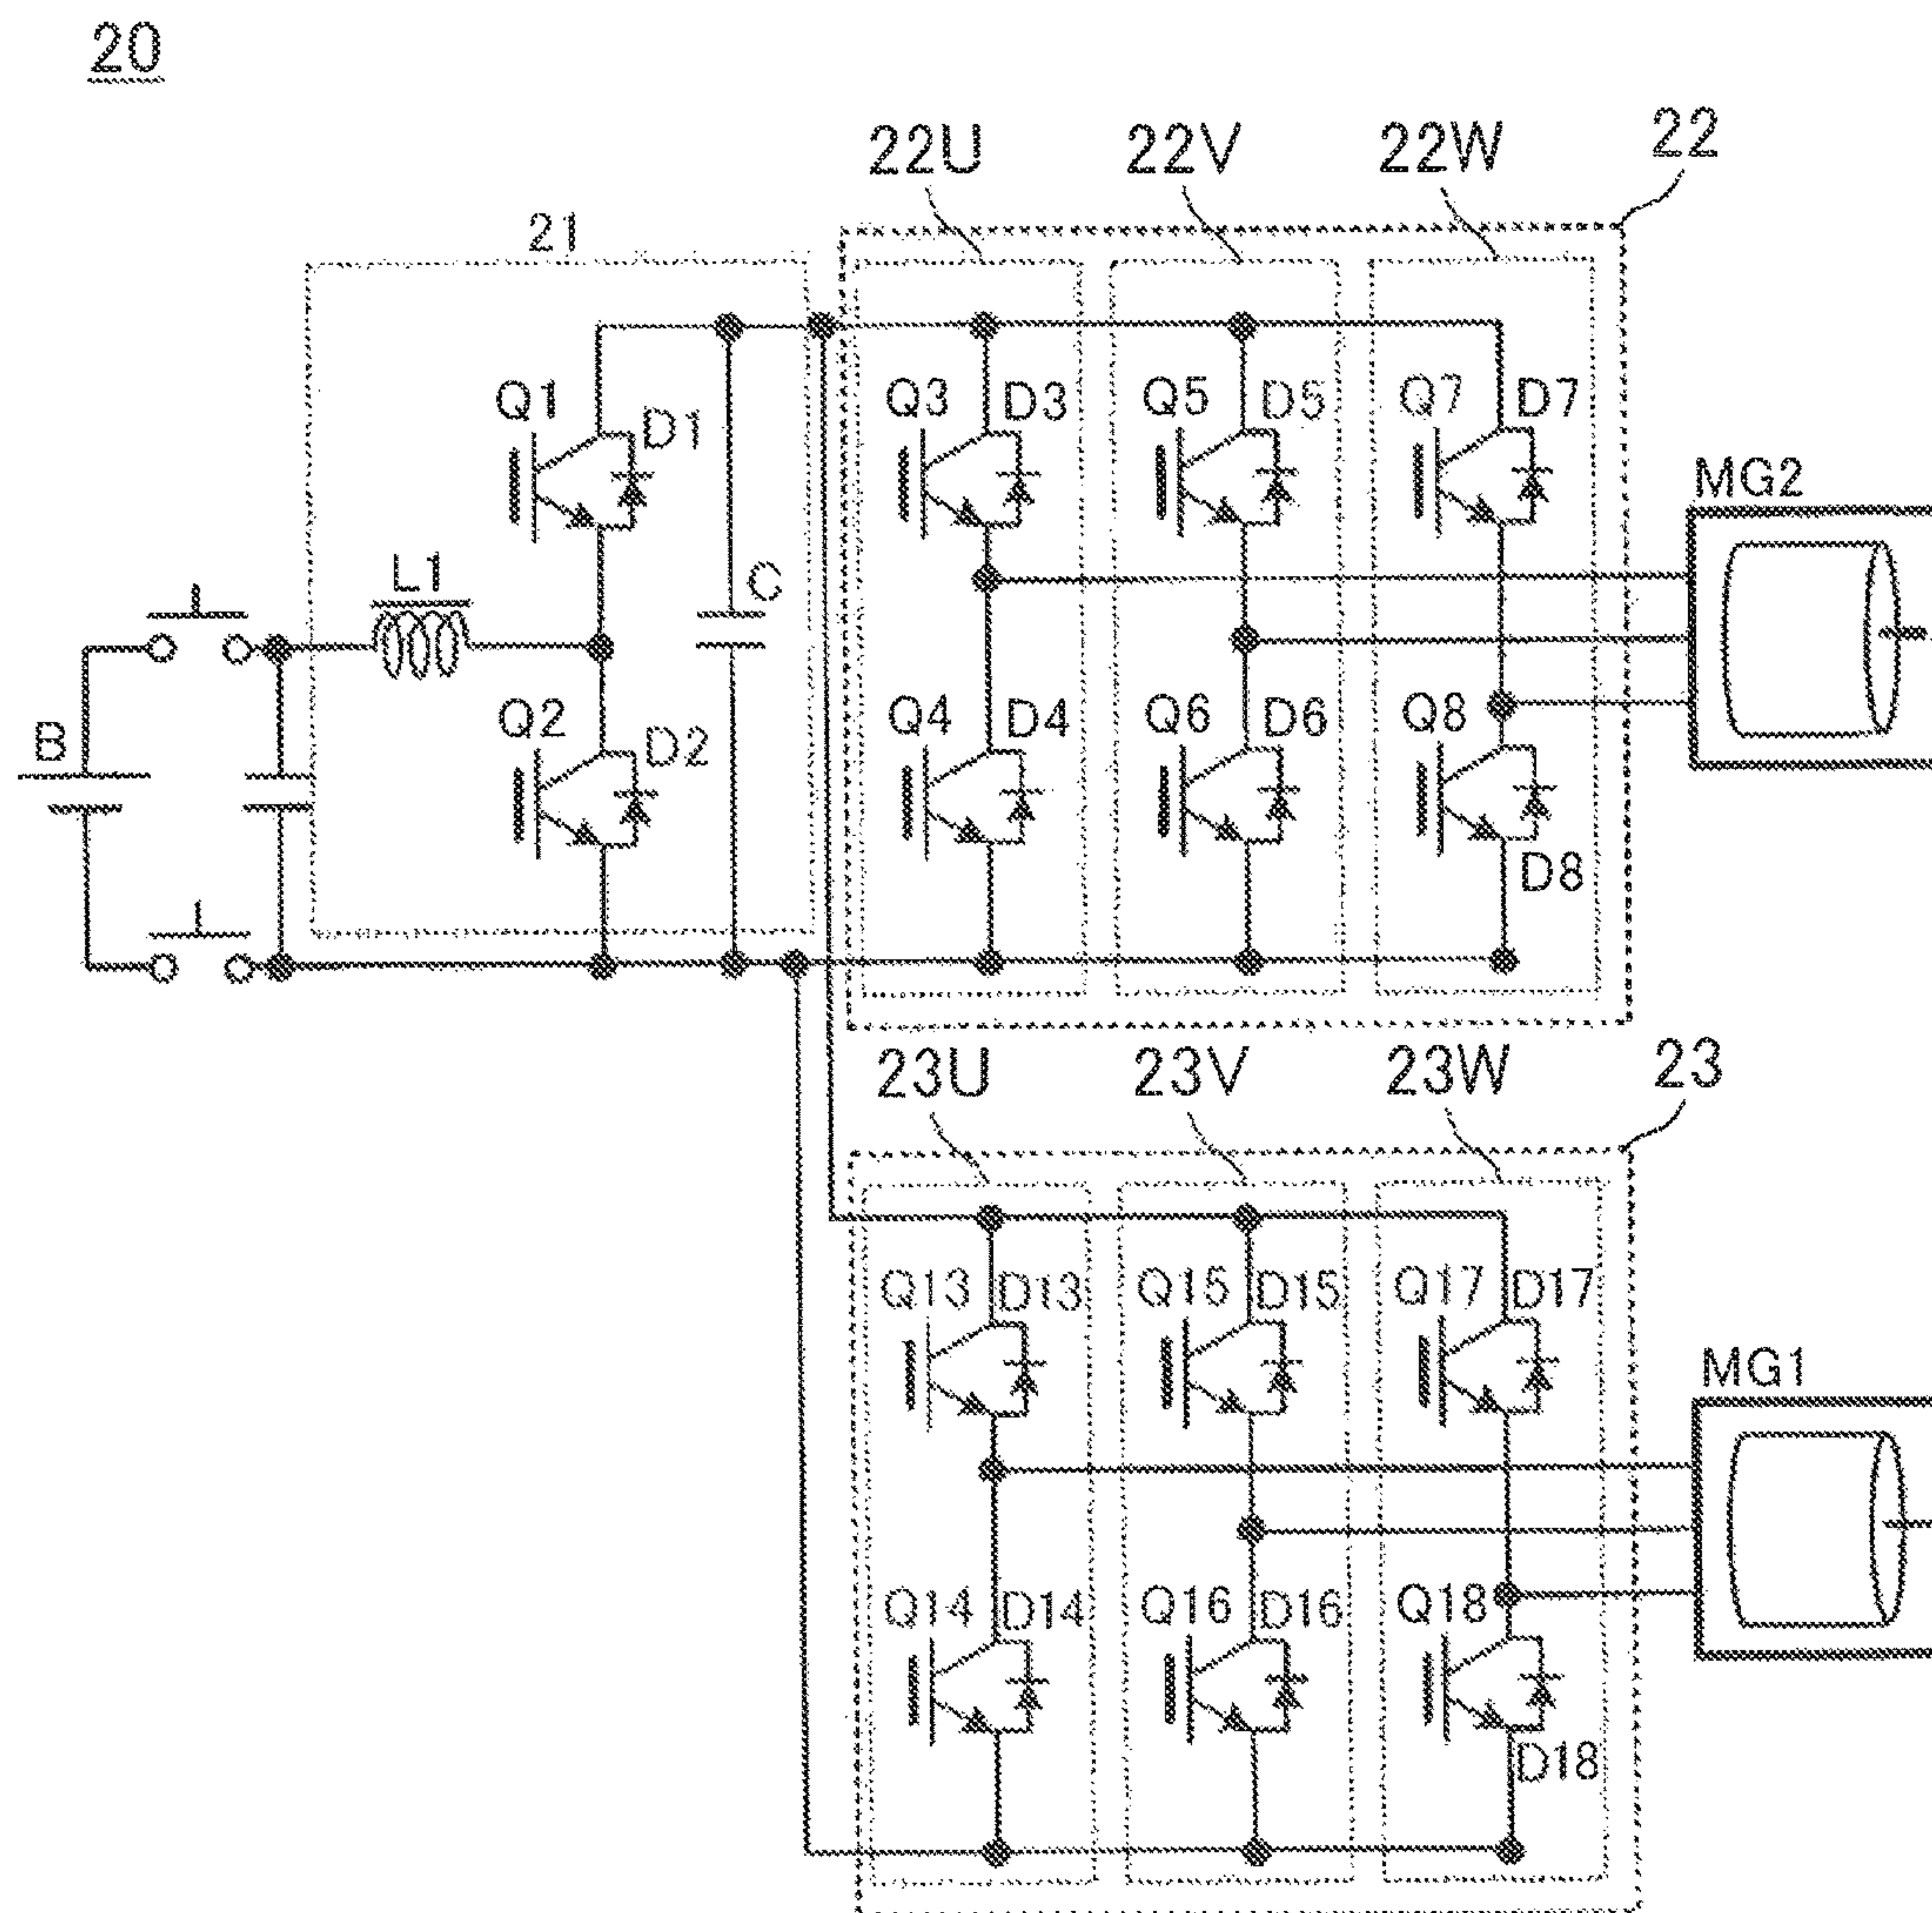 20
22U 22V 22W 22
21
Q1 D1 Q3 D3 Q5 D5 Q7 D7
MG2
L1 C
B Q2 D2 Q4 D4 Q6 D6 Q8
D8
23U 23V 23W 23
Q13 D13 Q15 D15 Q17 D17
MG1
Q14 D14 Q16 D16 Q18
D18